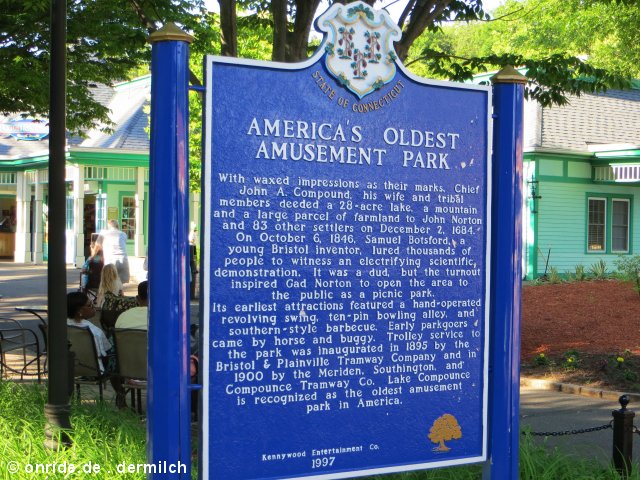 STATE OF CONNECTICUT
AMERICA'S OLDEST
AMUSEMENT PARK
With waxed impressions as their marks, Chief
John A. Compound, his wife and tribal
members deeded a 28-acre lake, a mountain
and a large parcel of farmland to John Norton
and 83 other settlers on December 2, 1684.
On October 6, 1846, Samuel Botsford, a
young Bristol inventor, lured thousands of
people to witness an electrifying scientific
demonstration. It was a dud, but the turnout
inspired Gad Norton to open the area to
the public as a picnic park.
Its earliest attractions featured a hand-operated
revolving swing, ten-pin bowling alley, and
southern-style barbecue. Early parkgoers
came by horse and buggy. Trolley service to
the park was inaugurated in 1895 by the
Bristol & Plainville Tramway Company and in
1900 by the Meriden, Southington, and
Compounce Tramway Co. Lake Compounce
is recognized as the oldest amusement
park in America.
Kennywood Entertainment Co.
1997
© onride.de . dermilch